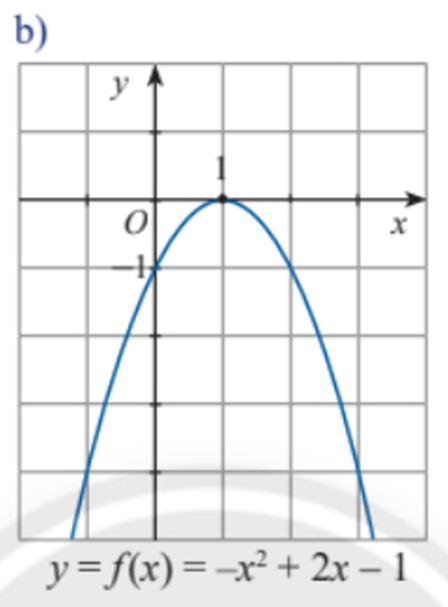 b)
y
1
O
x
–1
y = f(x) = –x² + 2x – 1